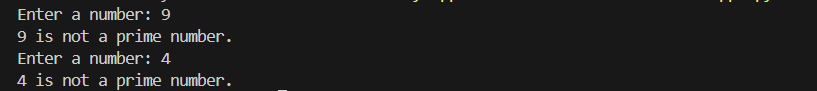 Enter a number: 9
9 is not a prime number.
Enter a number: 4
4 is not a prime number.